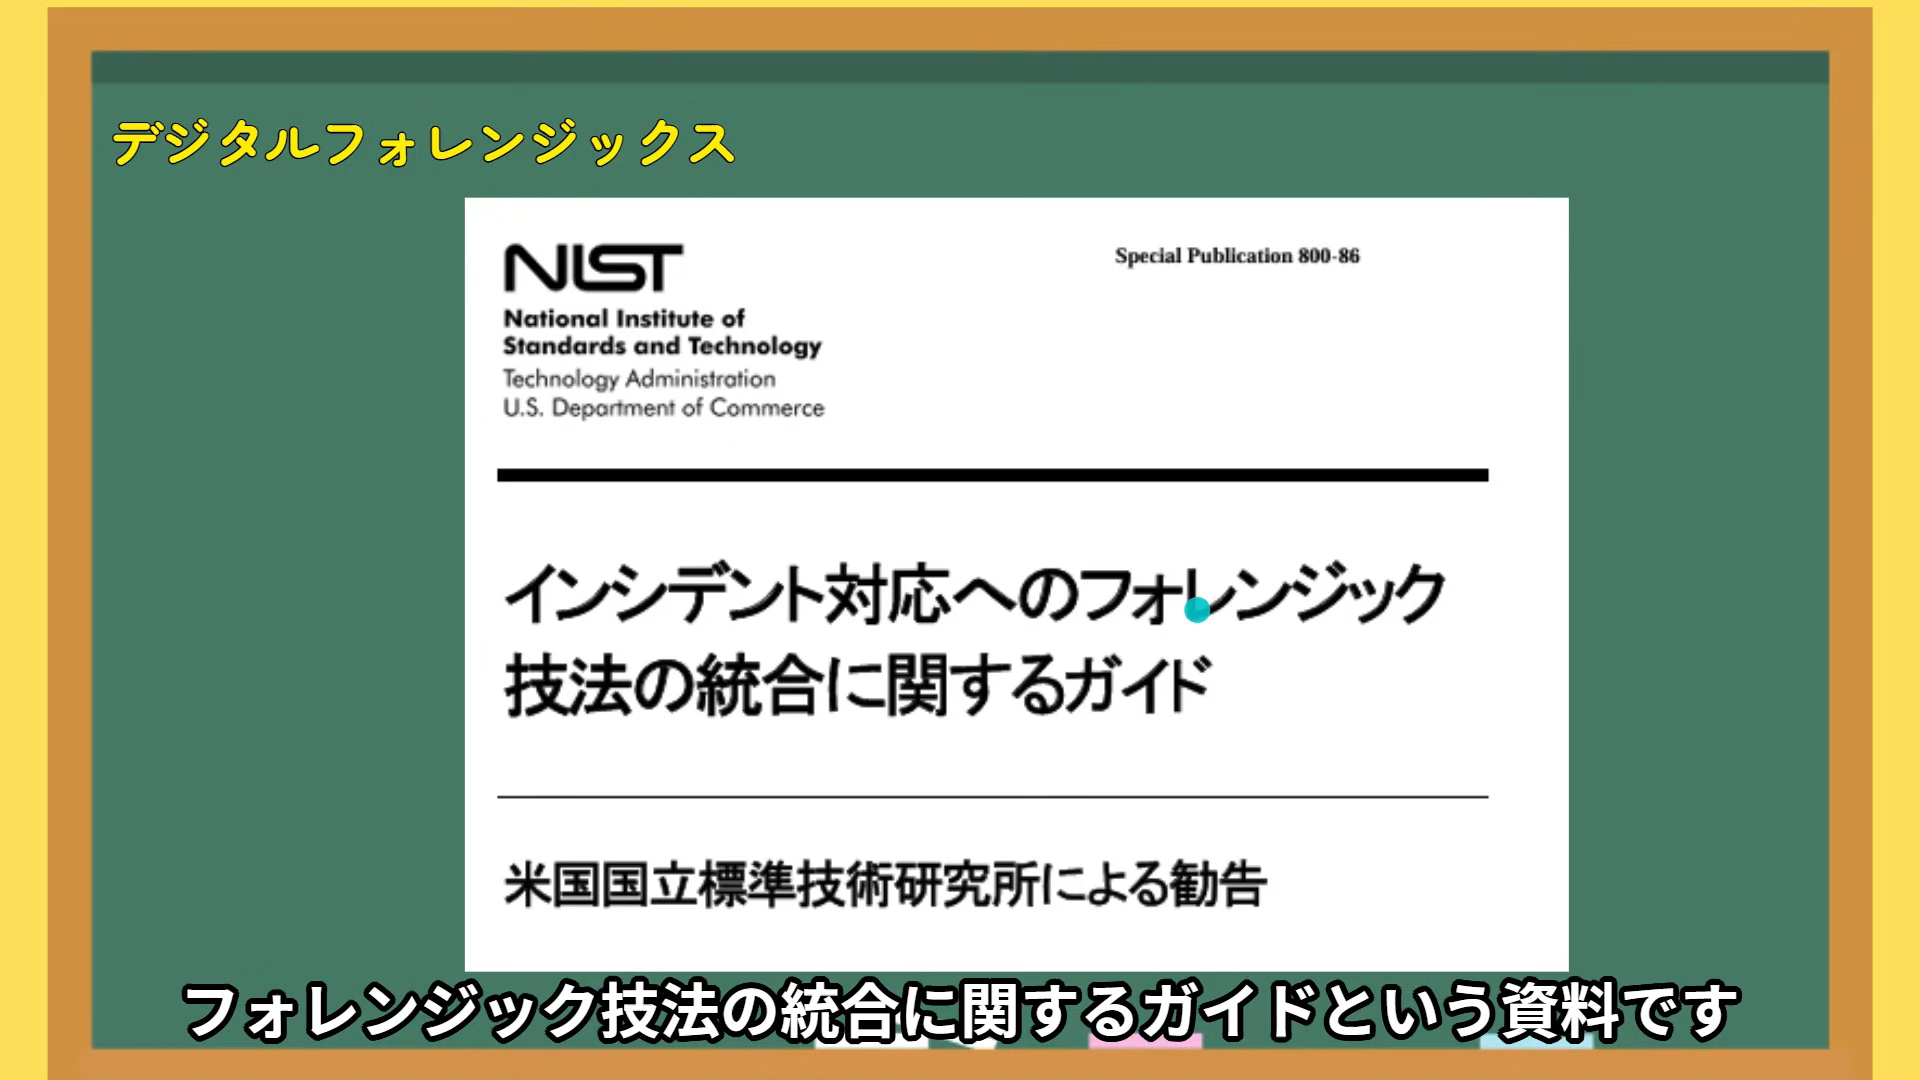 デジタルフォレンジックス
NIST
Special Publication 800-86
National Institute of
Standards and Technology
Technology Administration
U.S. Department of Commerce
インシデント対応へのフォレンジック
技法の統合に関するガイド
米国国立標準技術研究所による勧告
フォレンジック技法の統合に関するガイドという資料です